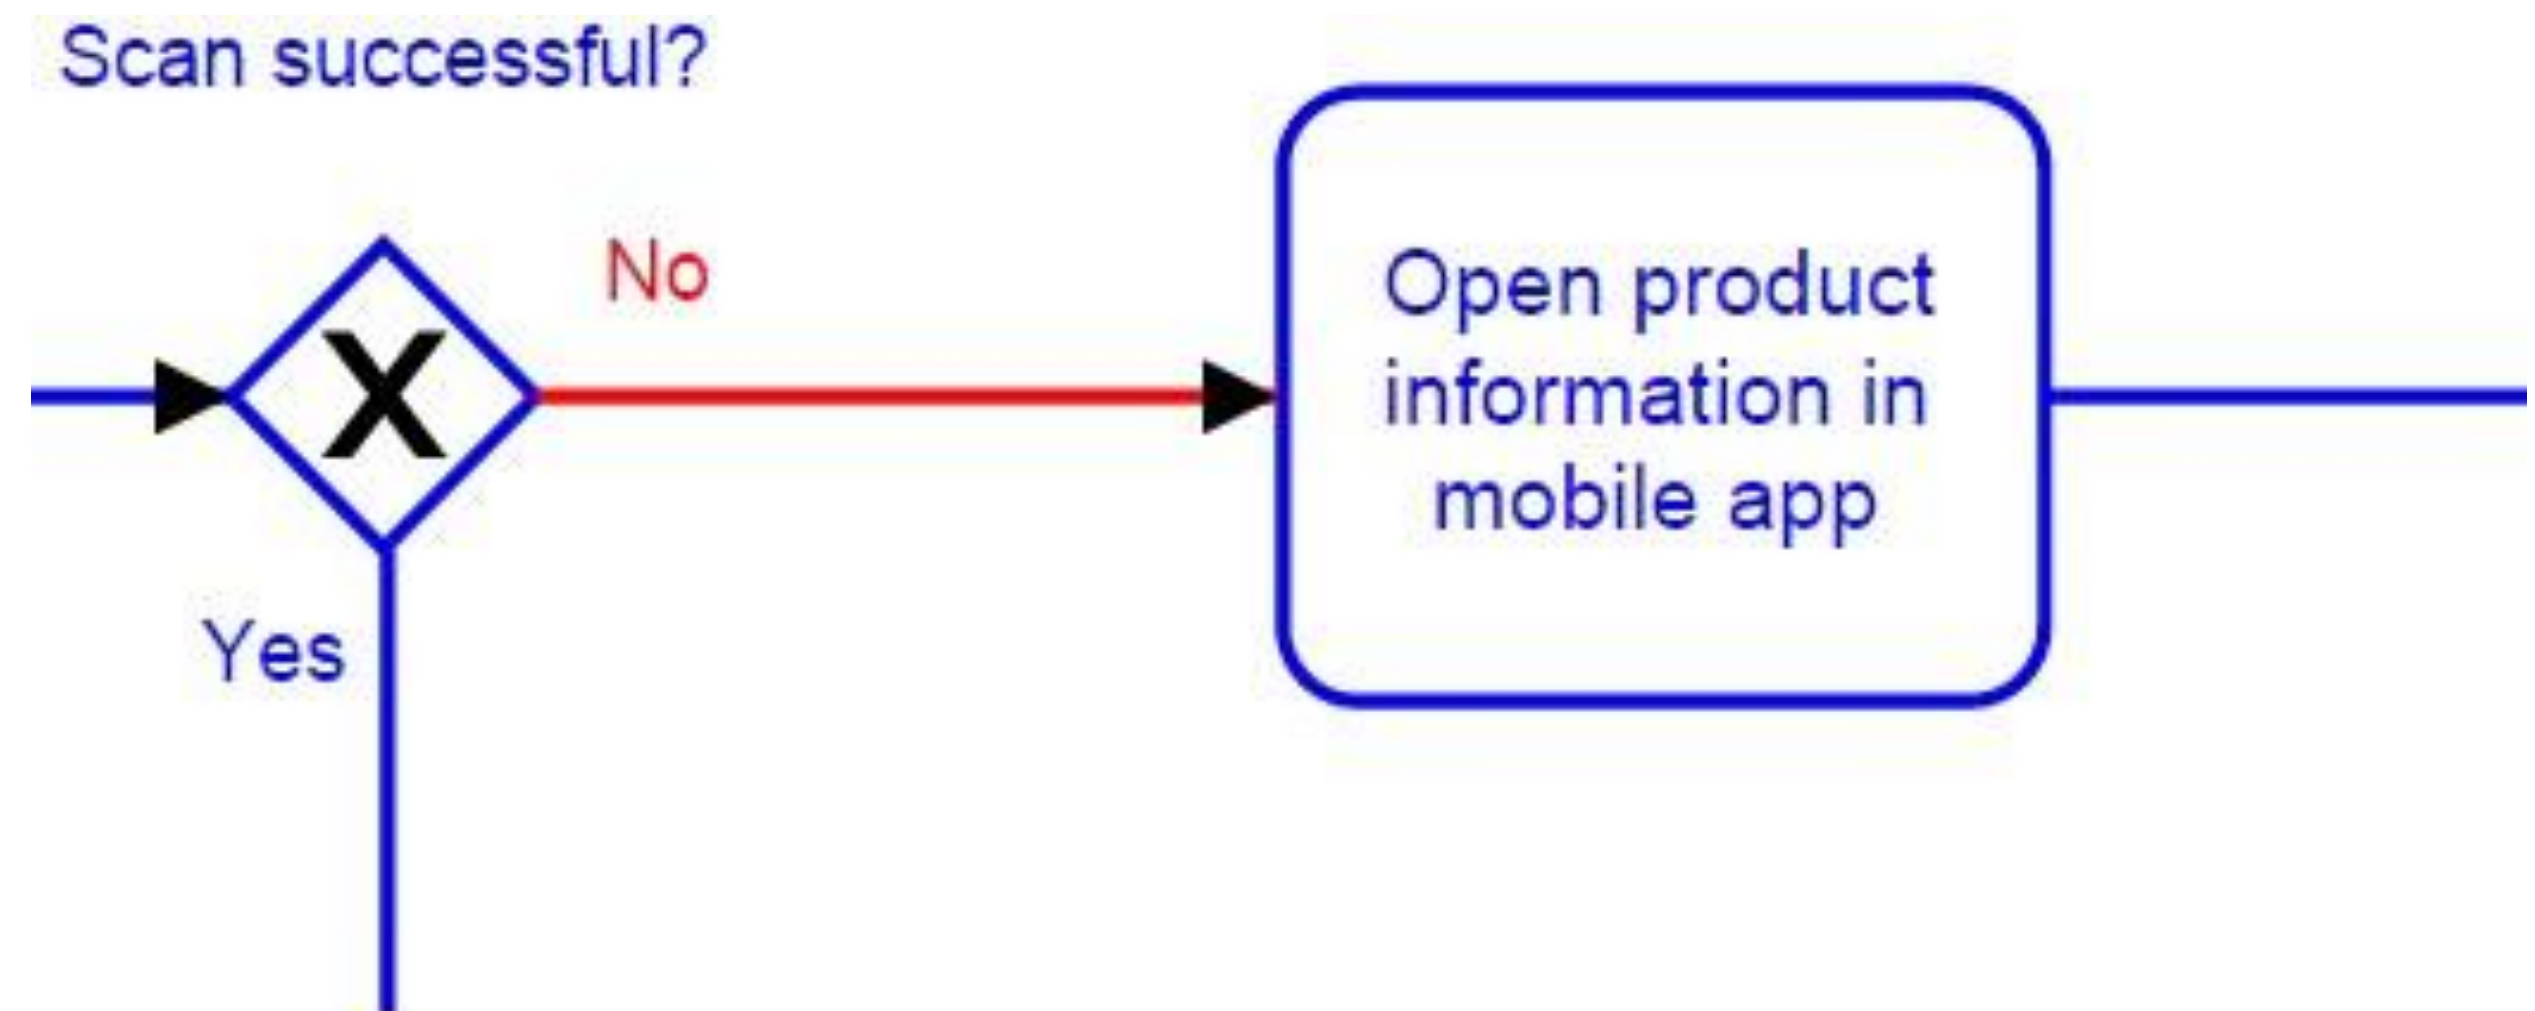 Scan successful?
No
X
Open product
information in
mobile app
Yes